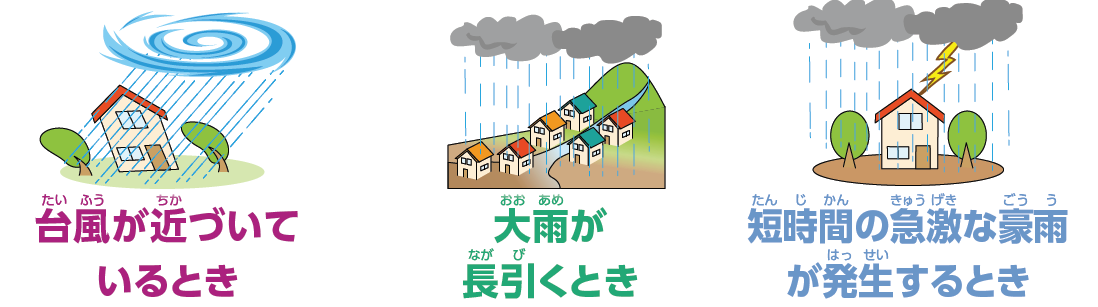 たい ふう ちか
台風が近づいて
いるとき
おお あめ
大雨が
なが び
長引くとき
たん じ かん きゅう げき ごう う
短時間の急激な豪雨
はっ せい
が発生するとき